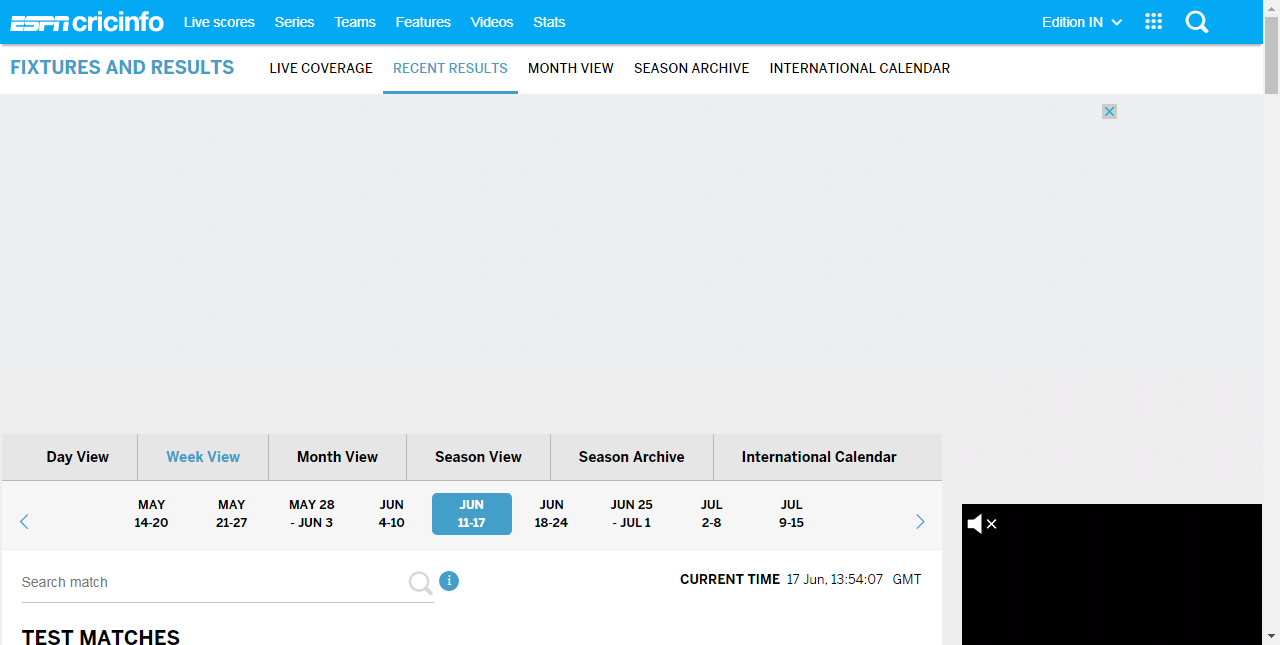 ESPN cricinfo Live scores Series Teams Features Videos Stats Edition IN
FIXTURES AND RESULTS LIVE COVERAGE RECENT RESULTS MONTH VIEW SEASON ARCHIVE INTERNATIONAL CALENDAR
Day View Week View Month View Season View Season Archive International Calendar
MAY MAY MAY 28 JUN JUN JUN JUN 25 JUL JUL
14-20 21-27 - JUN 3 4-10 11-17 18-24 - JUL 1 2-8 9-15
Search match i CURRENT TIME 17 Jun, 13:54:07 GMT
TEST MATCHES